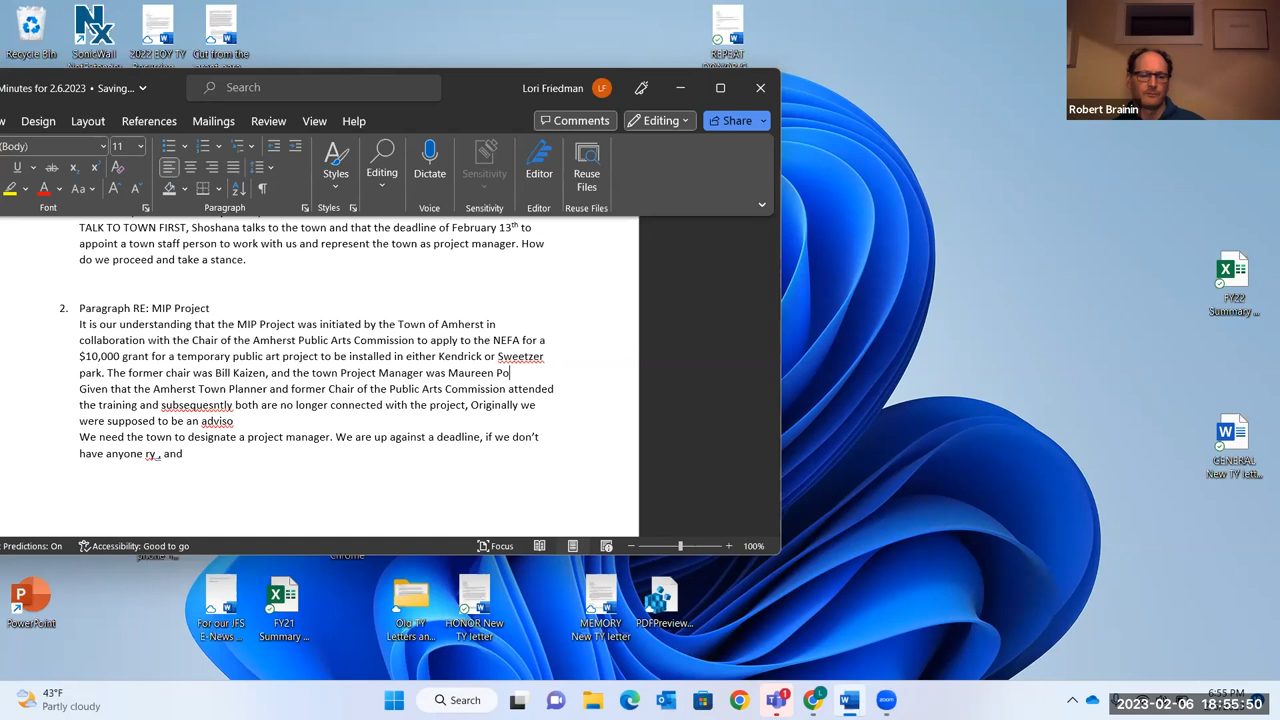 Recycle Bin
SonicWall
2022 EOY TY
Cut from the
REPEAT
Robert Brainin
Minutes for 2.6.2023 • Saving...
Search
Lori Friedman
LF
Design
Layout
References
Mailings
Review
View
Help
Comments
Editing
Share
(Body)
11
Styles
Editing
Dictate
Sensitivity
Editor
Reuse
Files
Font
Paragraph
Styles
Voice
Sensitivity
Editor
Reuse Files
TALK TO TOWN FIRST, Shoshana talks to the town and that the deadline of February 13th to
appoint a town staff person to work with us and represent the town as project manager. How
do we proceed and take a stance.
2. Paragraph RE: MIP Project
It is our understanding that the MIP Project was initiated by the Town of Amherst in
collaboration with the Chair of the Amherst Public Arts Commission to apply to the NEFA for a
$10,000 grant for a temporary public art project to be installed in either Kendrick or Sweetzer
park. The former chair was Bill Kaizen, and the town Project Manager was Maureen Po
Given that the Amherst Town Planner and former Chair of the Public Arts Commission attended
the training and subsequesntly both are no longer connected with the project, Originally we
were supposed to be an adviso
We need the town to designate a project manager. We are up against a deadline, if we don't
have anyone ry , and
Predictions: On
Accessibility: Good to go
Focus
100%
FY22
Summary ...
GENERAL
New TY lett...
PowerPoint
For our JFS
E-News ...
FY21
Summary ...
Old TY
Letters an...
HONOR New
TY letter
MEMORY
New TY letter
PDFPreview...
43°F
Partly cloudy
Search
1
L
zoom
6:55 PM
2023-02-06 18:55:50